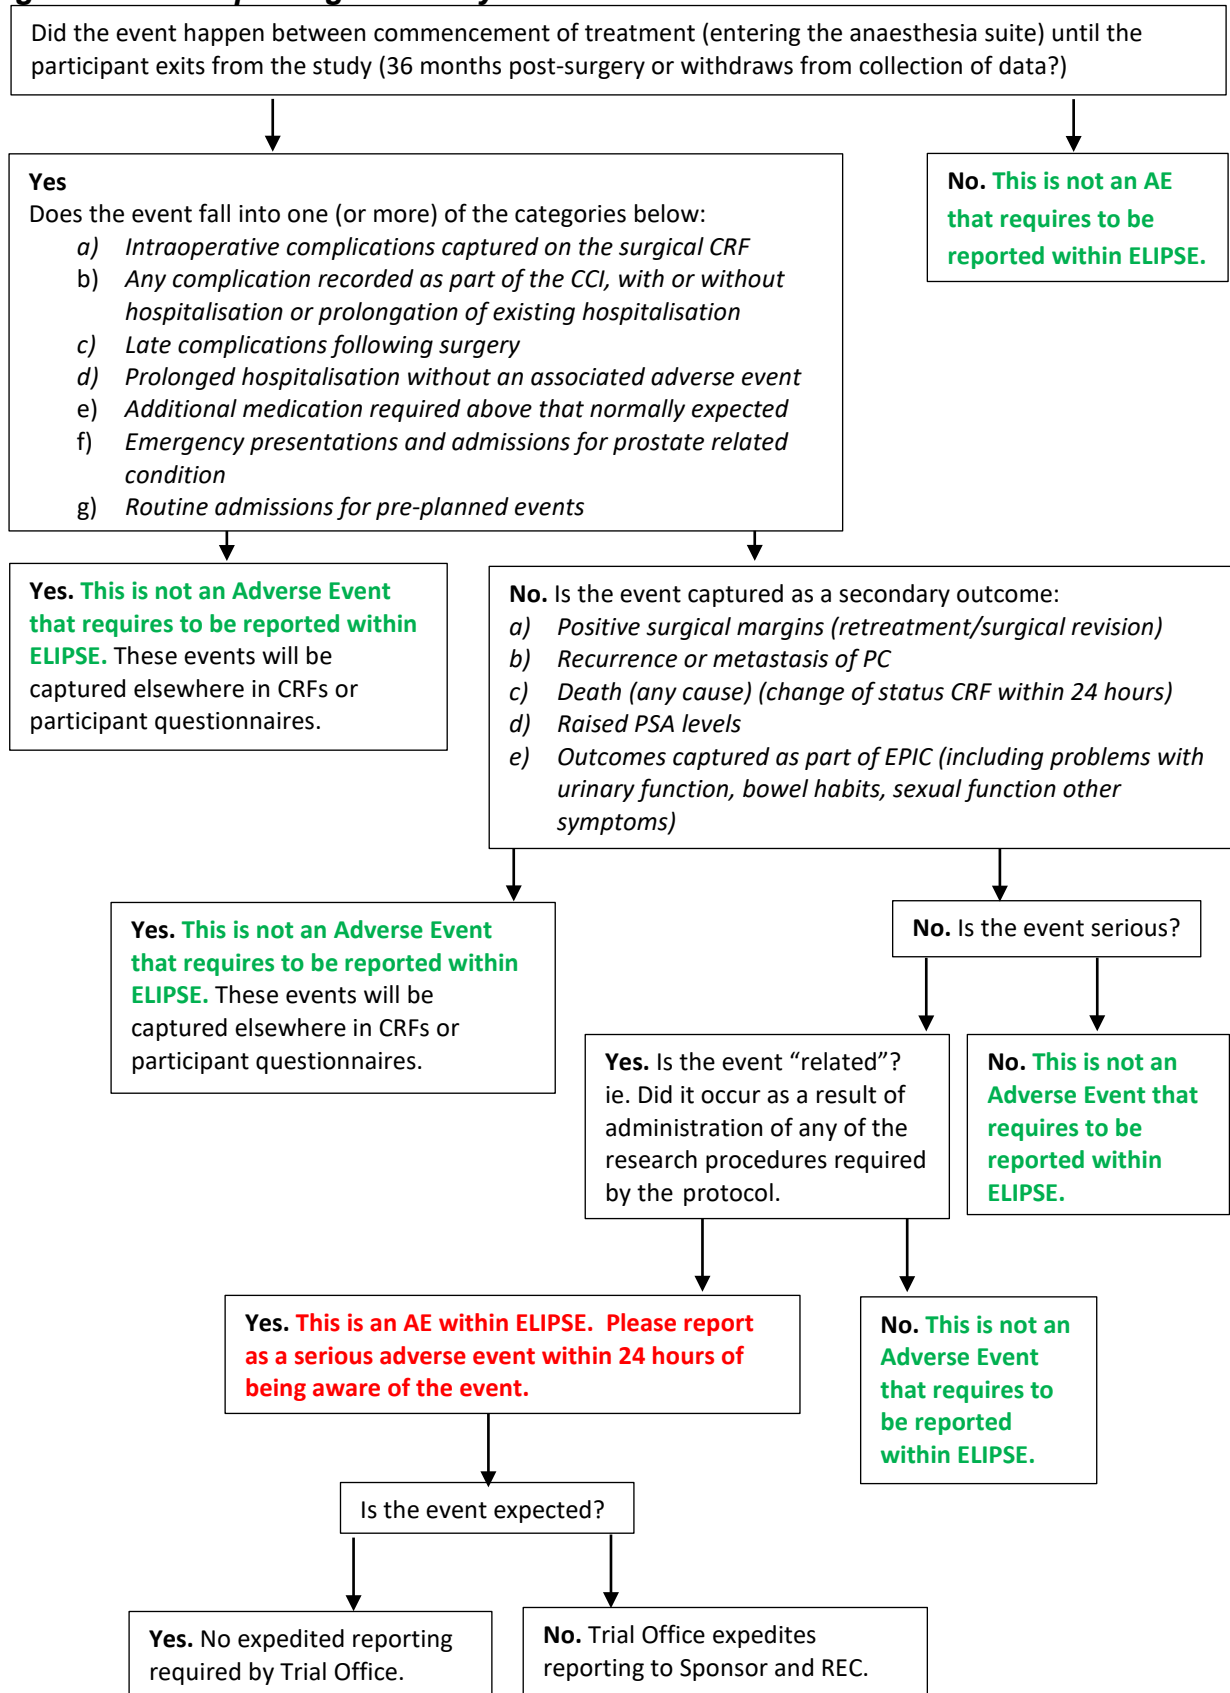 Did the event happen between commencement of treatment (entering the anaesthesia suite) until the
participant exits from the study (36 months post-surgery or withdraws from collection of data?)
Yes
Does the event fall into one (or more) of the categories below:
a) Intraoperative complications captured on the surgical CRF
b) Any complication recorded as part of the CCI, with or without
hospitalisation or prolongation of existing hospitalisation
c) Late complications following surgery
d) Prolonged hospitalisation without an associated adverse event
e) Additional medication required above that normally expected
f) Emergency presentations and admissions for prostate related
condition
g) Routine admissions for pre-planned events
No. This is not an AE
that requires to be
reported within ELIPSE.
Yes. This is not an Adverse Event
that requires to be reported within
ELIPSE. These events will be
captured elsewhere in CRFs or
participant questionnaires.
No. Is the event captured as a secondary outcome:
a) Positive surgical margins (retreatment/surgical revision)
b) Recurrence or metastasis of PC
c) Death (any cause) (change of status CRF within 24 hours)
d) Raised PSA levels
e) Outcomes captured as part of EPIC (including problems with
urinary function, bowel habits, sexual function other
symptoms)
Yes. This is not an Adverse Event
that requires to be reported within
ELIPSE. These events will be
captured elsewhere in CRFs or
participant questionnaires.
No. Is the event serious?
Yes. Is the event “related”?
ie. Did it occur as a result of
administration of any of the
research procedures required
by the protocol.
No. This is not an
Adverse Event that
requires to be
reported within
ELIPSE.
Yes. This is an AE within ELIPSE. Please report
as a serious adverse event within 24 hours of
being aware of the event.
No. This is not an
Adverse Event
that requires to
be reported
within ELIPSE.
Is the event expected?
Yes. No expedited reporting
required by Trial Office.
No. Trial Office expedites
reporting to Sponsor and REC.